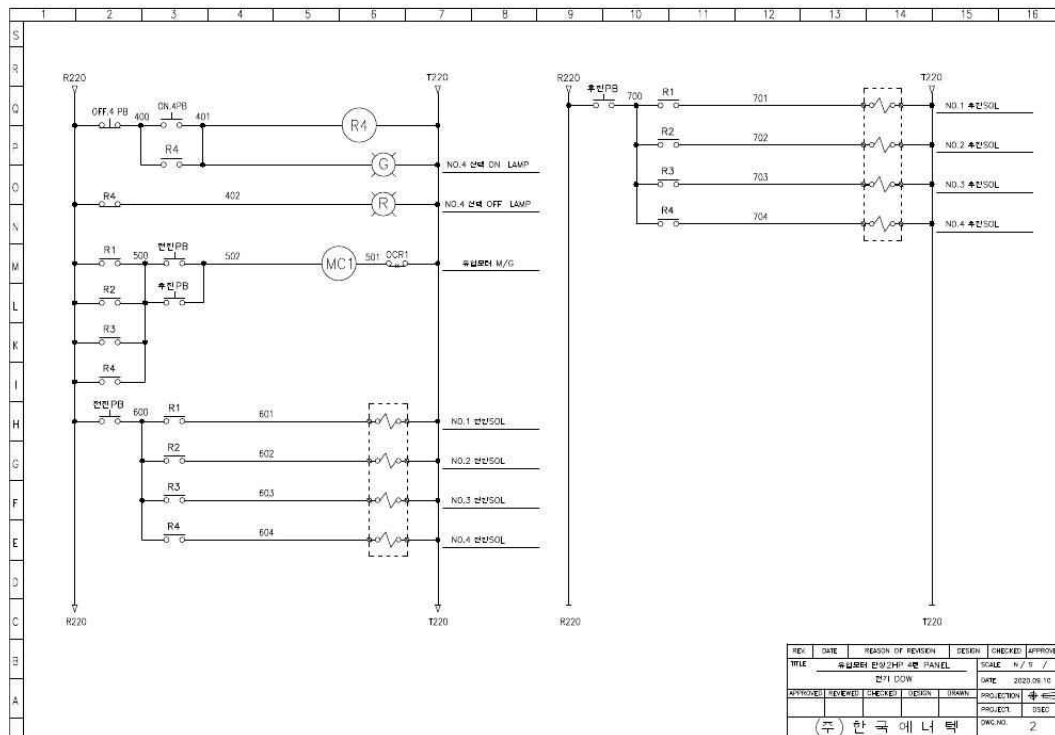 1 2 3 4 5 6 7 8 9 10 11 12 13 14 15 16
S
R
Q
P
O
N
M
L
K
I
H
G
F
E
D
C
B
A
R220 T220
OFF.4 PB 400 ON.4PB 401 R4
R4 G NO.4 선택 ON LAMP
R4 402 R NO.4 선택 OFF LAMP
R1 500 전진PB 502 MC1 501 OCR1 유압모터 M/G
R2 후진PB
R3
R4
전진PB 600 R1 601 NO.1 전진SOL
R2 602 NO.2 전진SOL
R3 603 NO.3 전진SOL
R4 604 NO.4 전진SOL
R220 T220
R220 T220
후진PB 700 R1 701 NO.1 후진SOL
R2 702 NO.2 후진SOL
R3 703 NO.3 후진SOL
R4 704 NO.4 후진SOL
R220 T220
REV. DATE REASON OF REVISION DESIGN CHECKED APPROVE
TITLE 유압모터 단상2HP 4련 PANEL SCALE N / S /
전기 DOW DATE 2020.09.10
APPROVED REVIEWED CHECKED DESIGN DRAWN PROJECTION
PROJECT. DSEC
(주) 한국에너텍 DWG.NO. 2